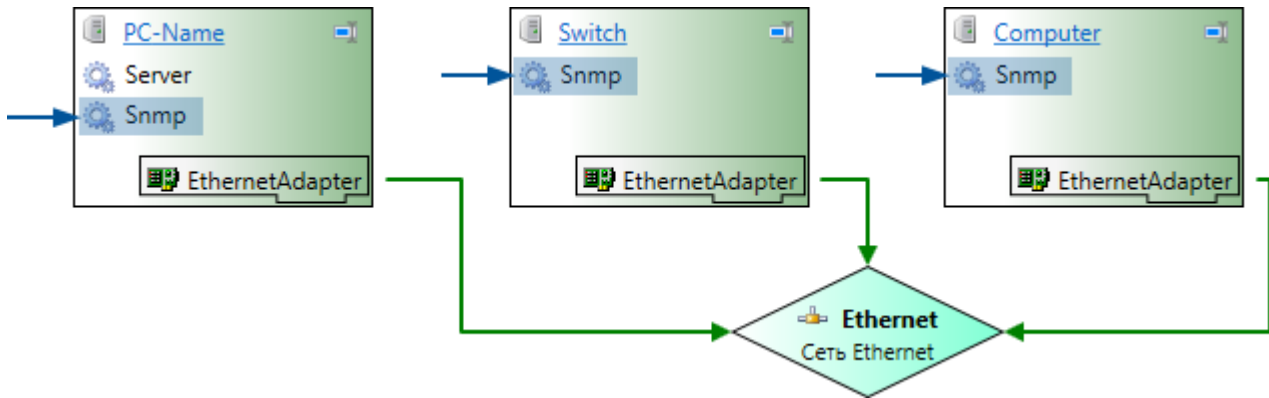 PC-Name
Server
Snmp
EthernetAdapter
Switch
Snmp
EthernetAdapter
Computer
Snmp
EthernetAdapter
Ethernet
Сеть Ethernet